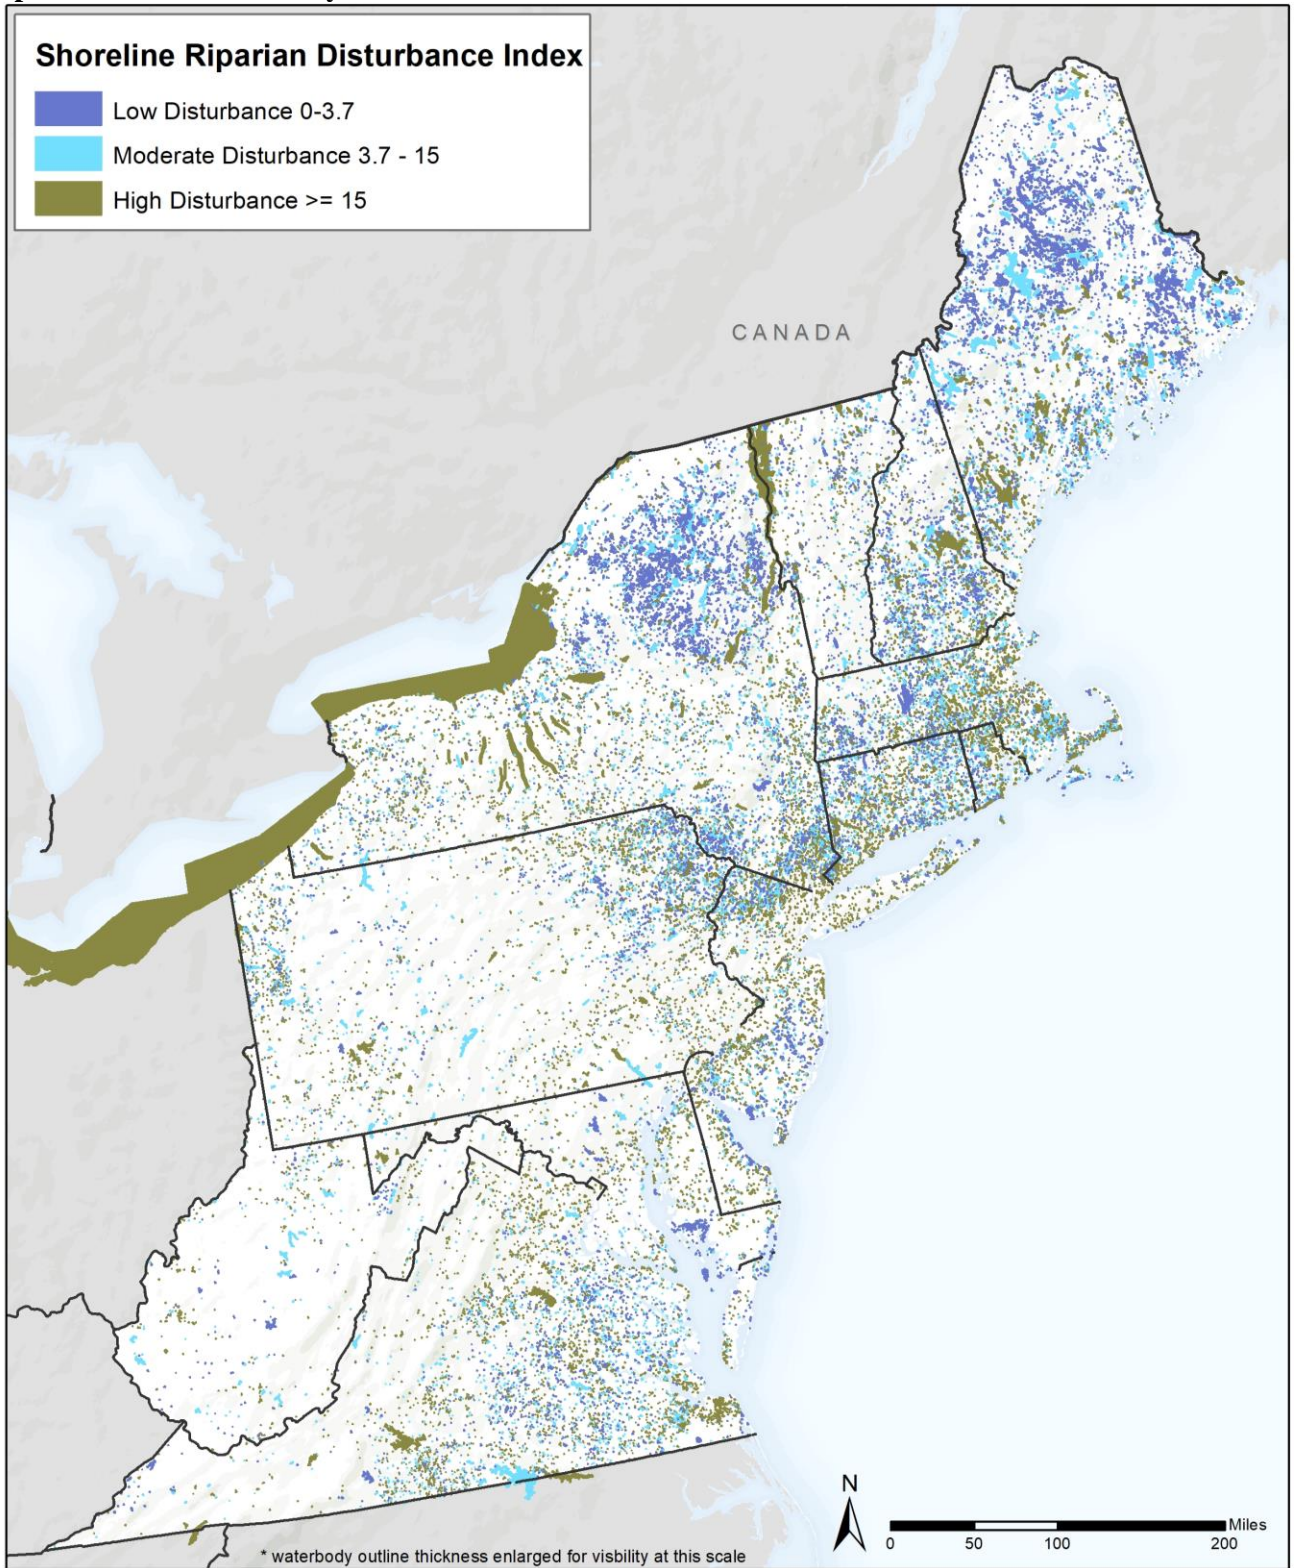 Shoreline Riparian Disturbance Index
Low Disturbance 0-3.7
Moderate Disturbance 3.7 - 15
High Disturbance >= 15
CANADA
N
Miles
0 50 100 200
* waterbody outline thickness enlarged for visbility at this scale